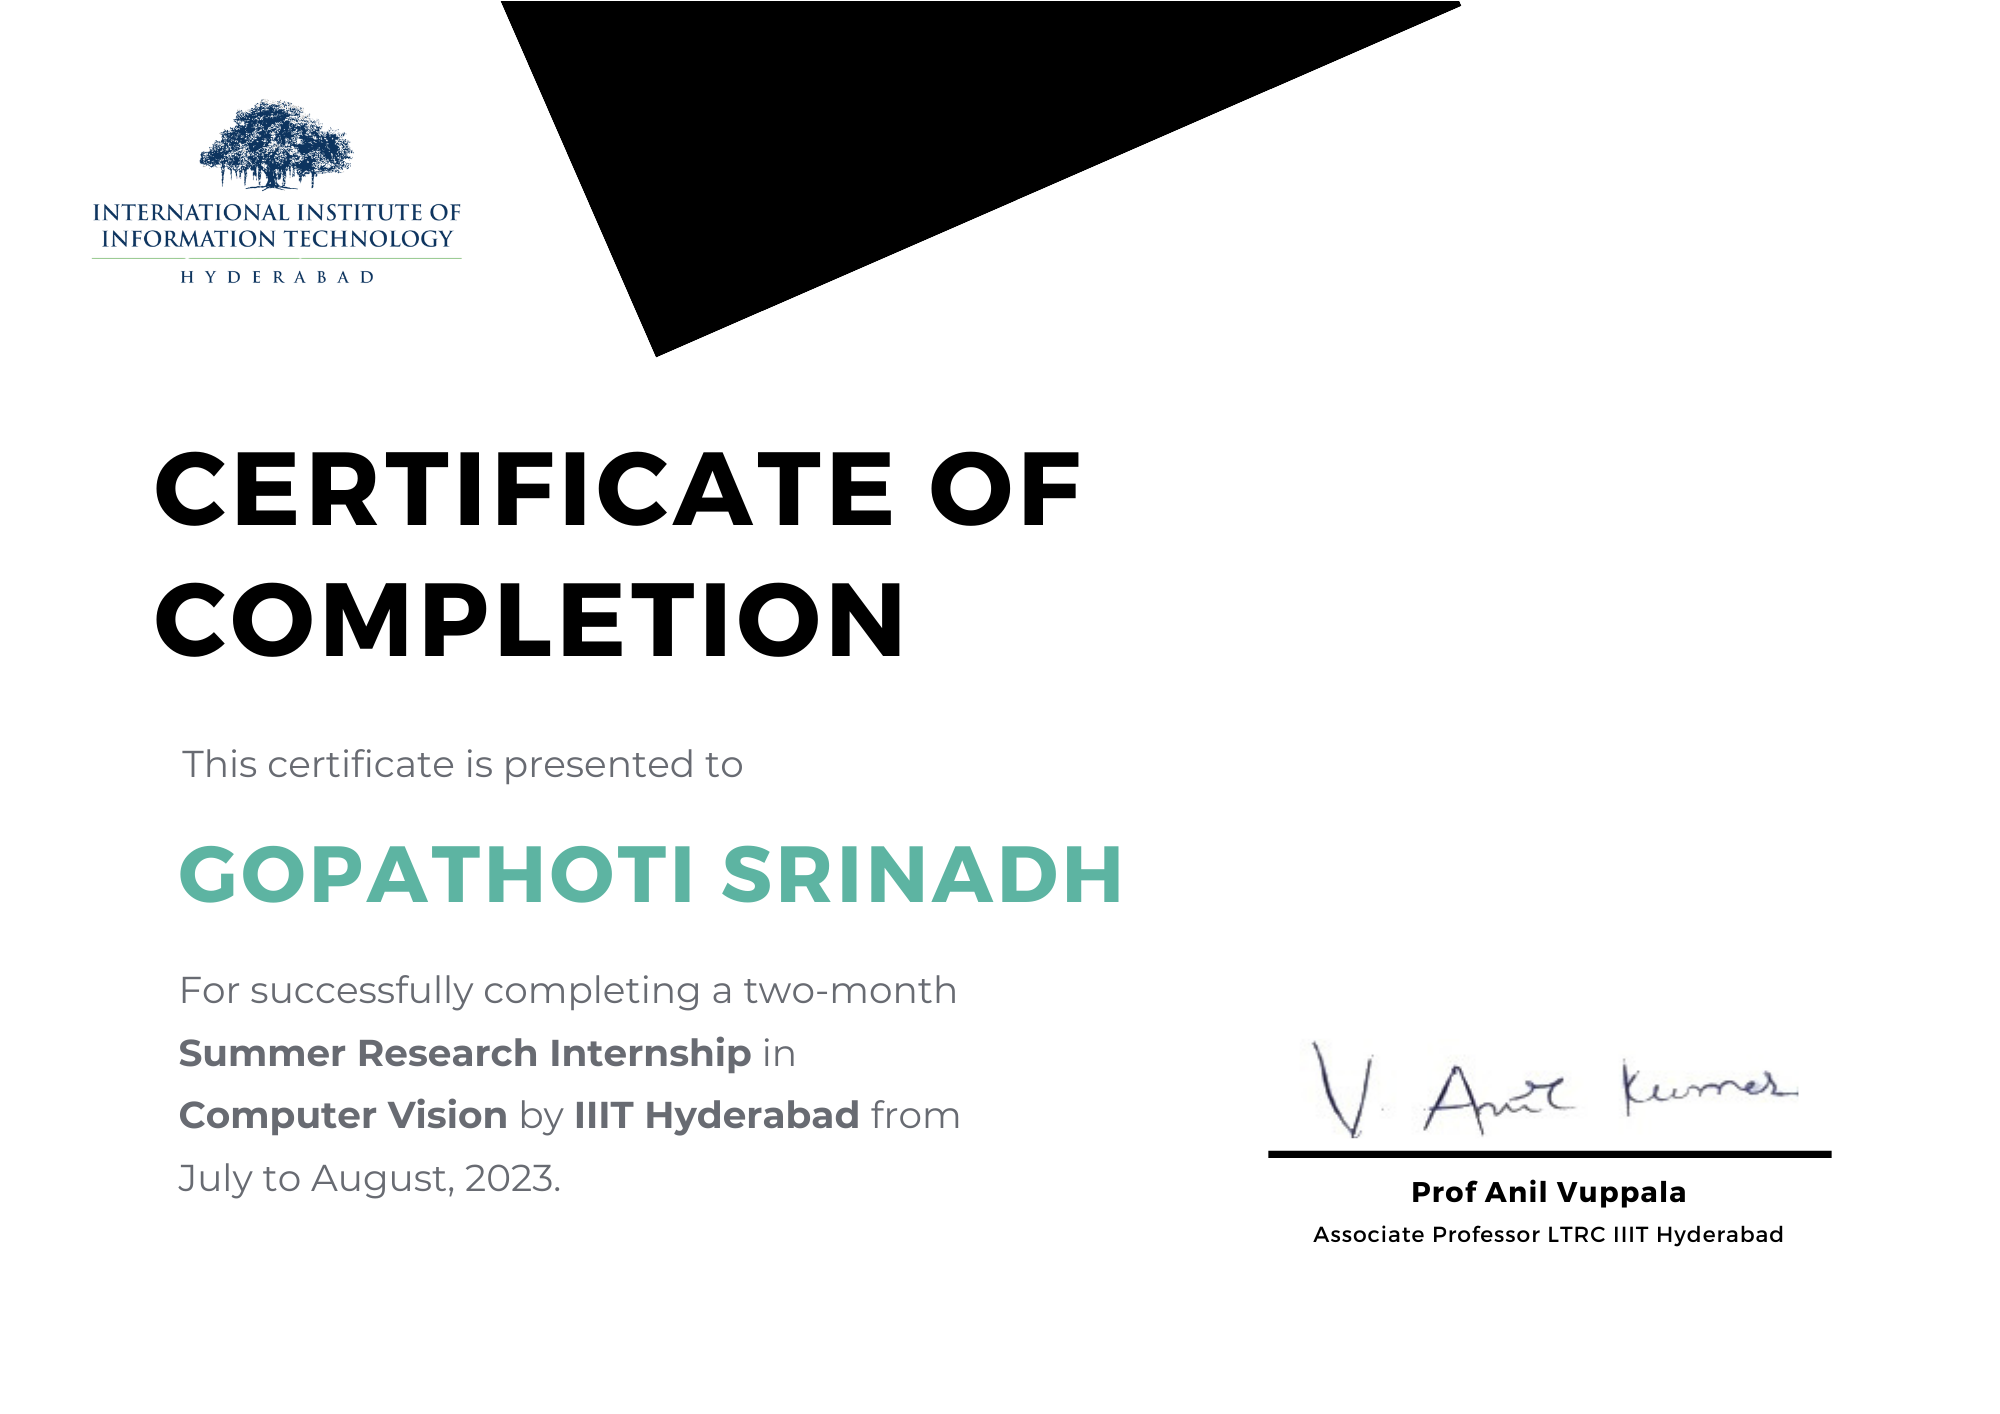 INTERNATIONAL INSTITUTE OF
INFORMATION TECHNOLOGY
HYDERABAD
CERTIFICATE OF
COMPLETION
This certificate is presented to
GOPATHOTI SRINADH
For successfully completing a two-month
Summer Research Internship in
Computer Vision by IIIT Hyderabad from
July to August, 2023.
V. Anil Kumar
Prof Anil Vuppala
Associate Professor LTRC IIIT Hyderabad